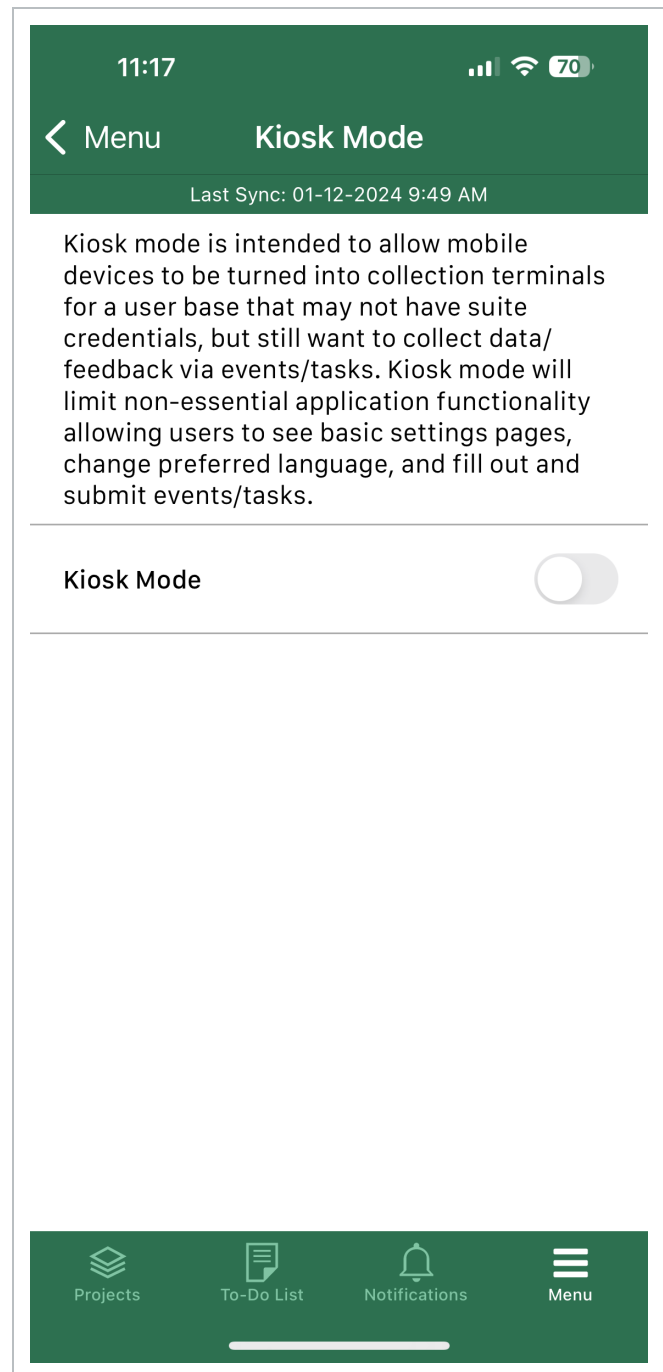 11:17
70
Menu
Kiosk Mode
Last Sync: 01-12-2024 9:49 AM
Kiosk mode is intended to allow mobile
devices to be turned into collection terminals
for a user base that may not have suite
credentials, but still want to collect data/
feedback via events/tasks. Kiosk mode will
limit non-essential application functionality
allowing users to see basic settings pages,
change preferred language, and fill out and
submit events/tasks.
Kiosk Mode
Projects
To-Do List
Notifications
Menu